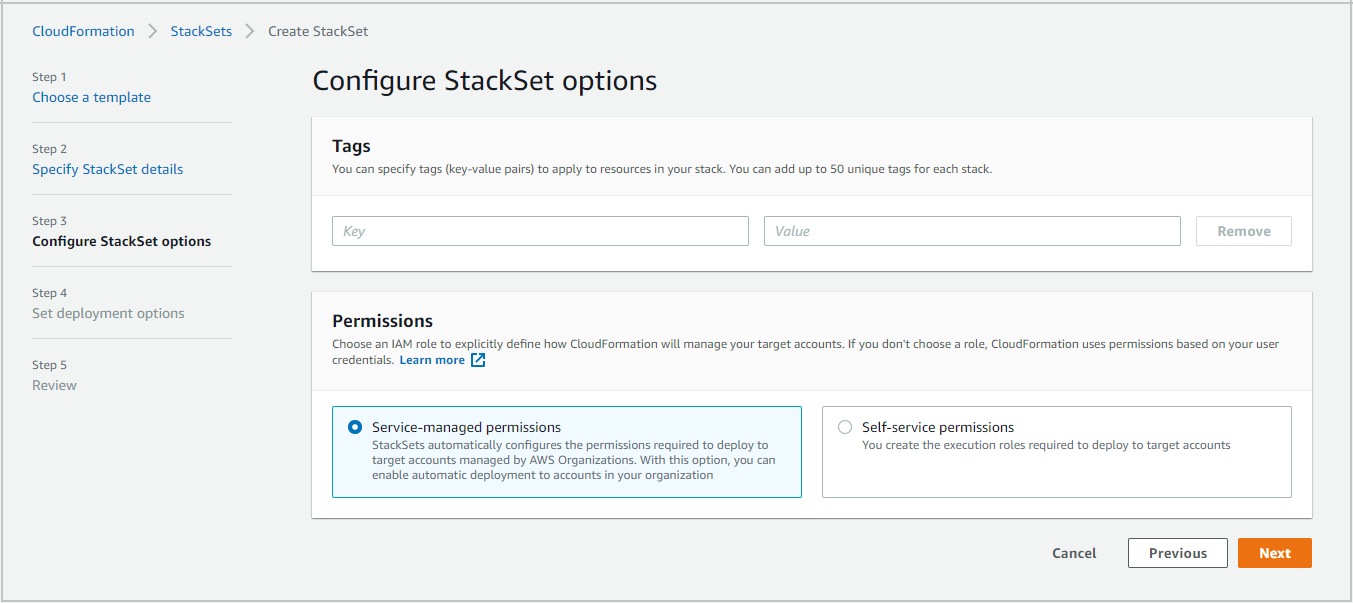 CloudFormation > StackSets > Create StackSet
Step 1
Choose a template
Step 2
Specify StackSet details
Step 3
Configure StackSet options
Step 4
Set deployment options
Step 5
Review
Configure StackSet options
Tags
You can specify tags (key-value pairs) to apply to resources in your stack. You can add up to 50 unique tags for each stack.
Key
Value
Remove
Permissions
Choose an IAM role to explicitly define how CloudFormation will manage your target accounts. If you don't choose a role, CloudFormation uses permissions based on your user
credentials. Learn more
Service-managed permissions
StackSets automatically configures the permissions required to deploy to
target accounts managed by AWS Organizations. With this option, you can
enable automatic deployment to accounts in your organization
Self-service permissions
You create the execution roles required to deploy to target accounts
Cancel
Previous
Next